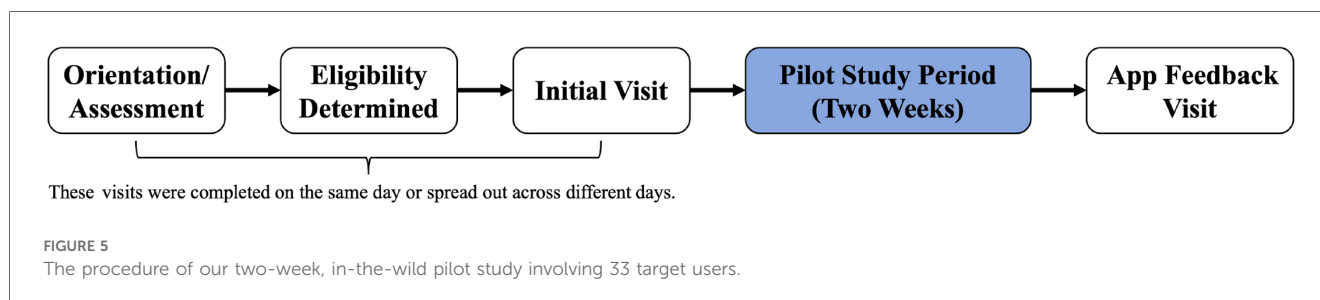 Orientation/
Assessment
Eligibility
Determined
Initial Visit
Pilot Study Period
(Two Weeks)
App Feedback
Visit
These visits were completed on the same day or spread out across different days.
FIGURE 5
The procedure of our two-week, in-the-wild pilot study involving 33 target users.